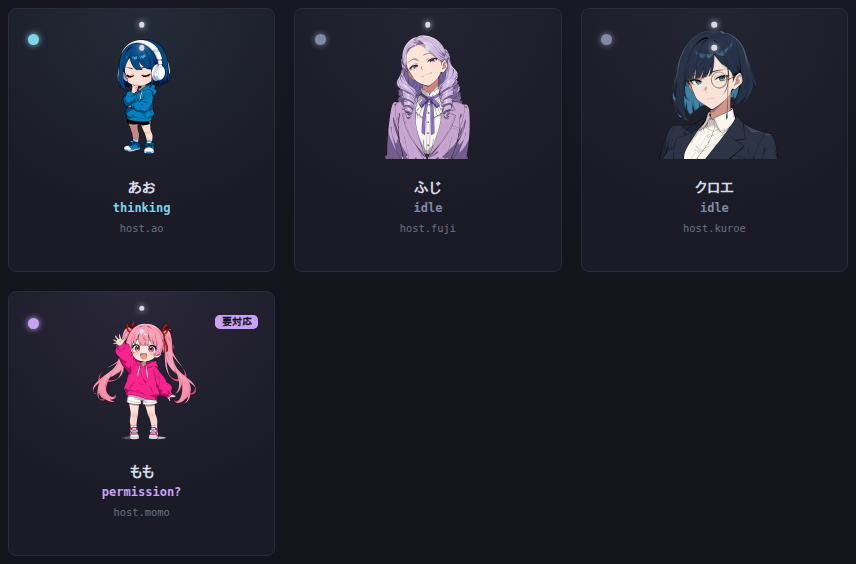 あお
thinking
host.ao
ふじ
idle
host.fuji
クロエ
idle
host.kuroe
要対応
もも
permission?
host.momo